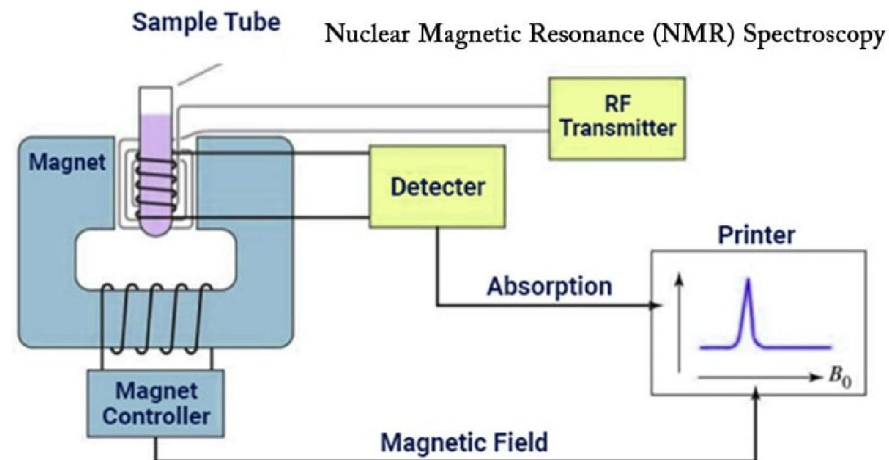 Sample Tube
Nuclear Magnetic Resonance (NMR) Spectroscopy
RF
Transmitter
Magnet
Detecter
Printer
Absorption
B₀
Magnet
Controller
Magnetic Field